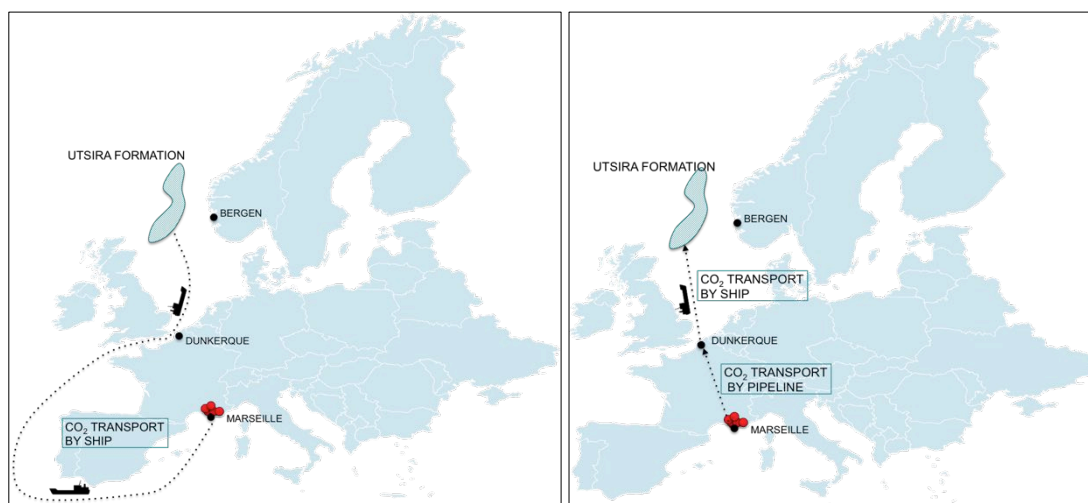 UTSIRA FORMATION
BERGEN
DUNKERQUE
MARSEILLE
CO₂ TRANSPORT
BY SHIP
UTSIRA FORMATION
BERGEN
CO₂ TRANSPORT
BY SHIP
DUNKERQUE
CO₂ TRANSPORT
BY PIPELINE
MARSEILLE